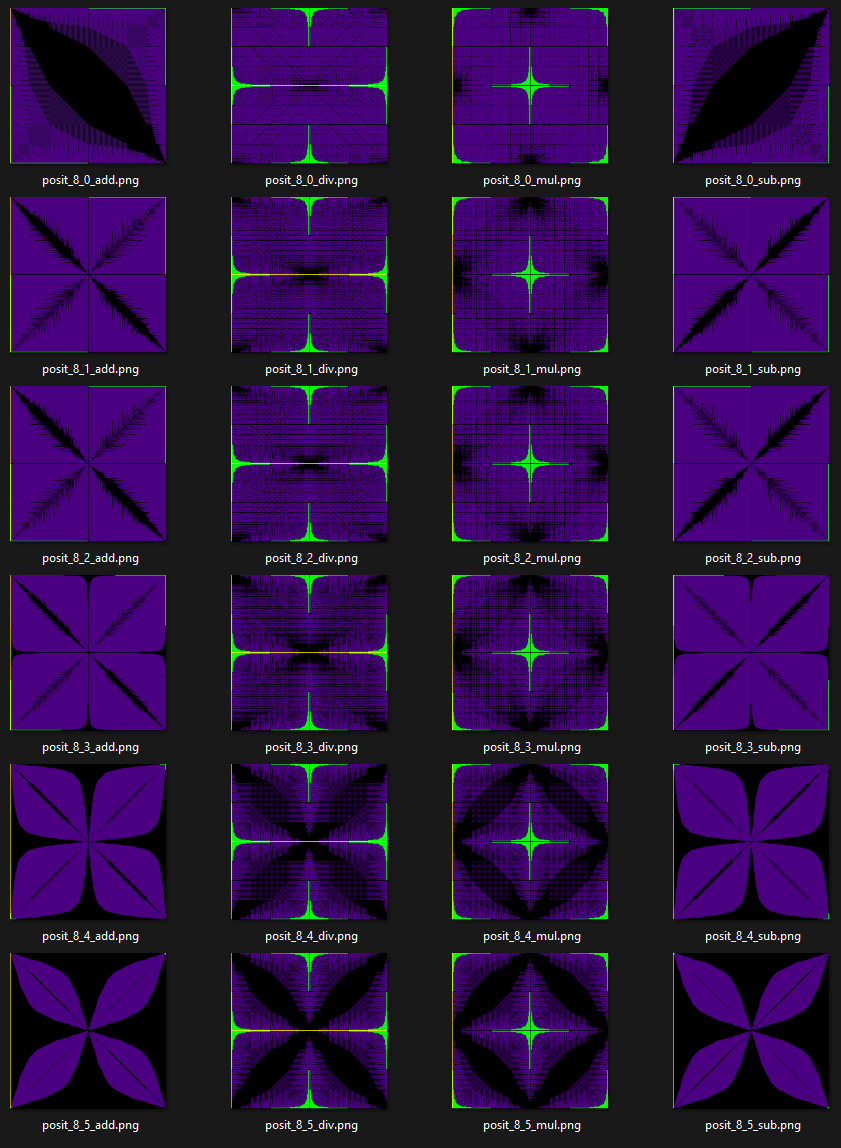 posit_8_0_add.png posit_8_0_div.png posit_8_0_mul.png posit_8_0_sub.png
posit_8_1_add.png posit_8_1_div.png posit_8_1_mul.png posit_8_1_sub.png
posit_8_2_add.png posit_8_2_div.png posit_8_2_mul.png posit_8_2_sub.png
posit_8_3_add.png posit_8_3_div.png posit_8_3_mul.png posit_8_3_sub.png
posit_8_4_add.png posit_8_4_div.png posit_8_4_mul.png posit_8_4_sub.png
posit_8_5_add.png posit_8_5_div.png posit_8_5_mul.png posit_8_5_sub.png